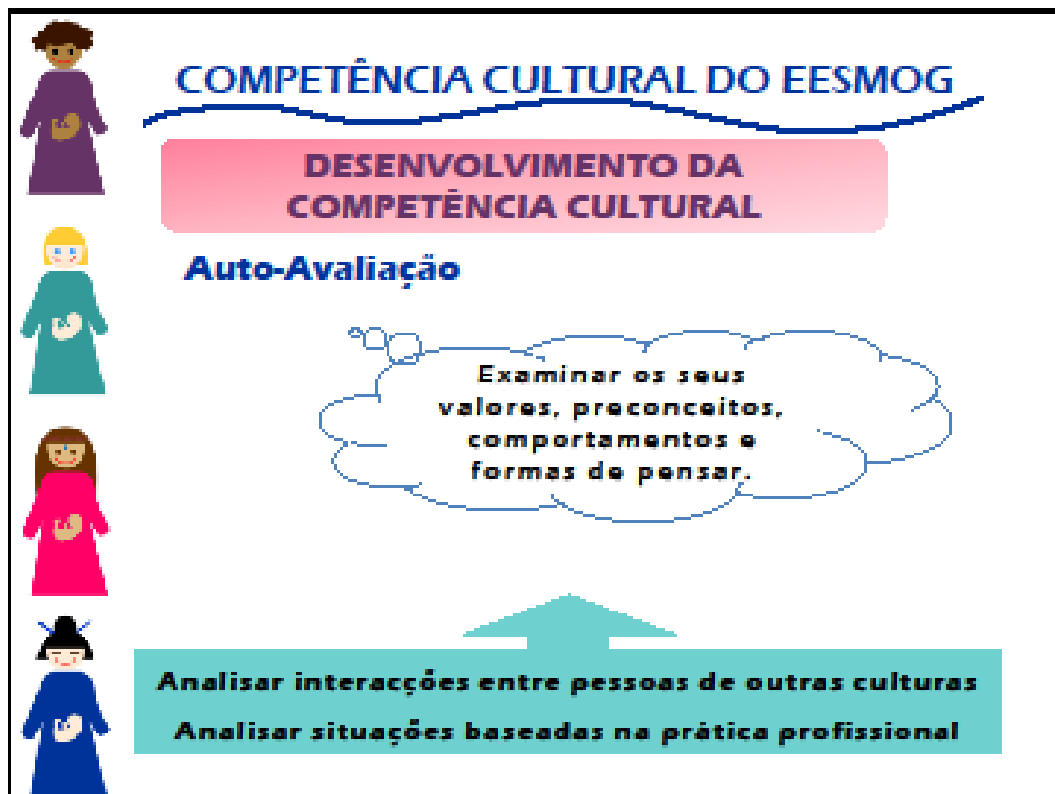 COMPETÊNCIA CULTURAL DO EESMOG
DESENVOLVIMENTO DA
COMPETÊNCIA CULTURAL
Auto-Avaliação
Examinar os seus
valores, preconceitos,
comportamentos e
formas de pensar.
Analisar interacções entre pessoas de outras culturas
Analisar situações baseadas na prática profissional